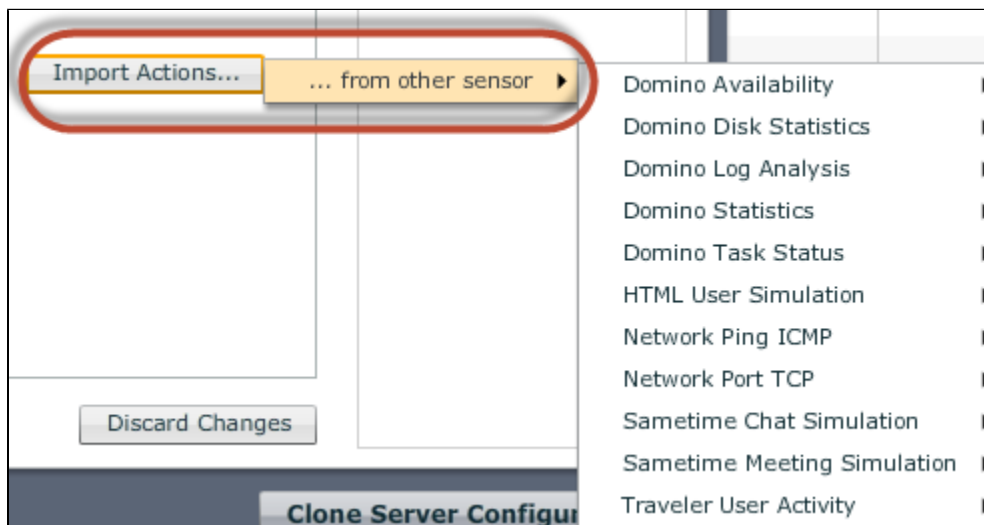 Import Actions...
... from other sensor
Domino Availability
Domino Disk Statistics
Domino Log Analysis
Domino Statistics
Domino Task Status
HTML User Simulation
Network Ping ICMP
Network Port TCP
Sametime Chat Simulation
Sametime Meeting Simulation
Traveler User Activity
Discard Changes
Clone Server